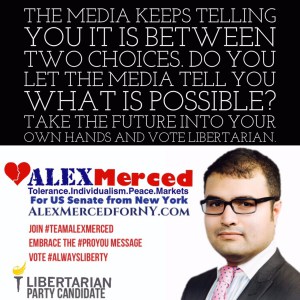 THE MEDIA KEEPS TELLING
YOU IT IS BETWEEN
TWO CHOICES. DO YOU
LET THE MEDIA TELL YOU
WHAT IS POSSIBLE?
TAKE THE FUTURE INTO YOUR
OWN HANDS AND VOTE LIBERTARIAN.
ALEXMerced
Tolerance.Individualism.Peace.Markets
For US Senate from New York
ALEXMERCEDFORNY.COM
JOIN #TEAMALEXMERCED
EMBRACE THE #PROYOU MESSAGE
VOTE #ALWAYSLIBERTY
LIBERTARIAN
PARTY CANDIDATE